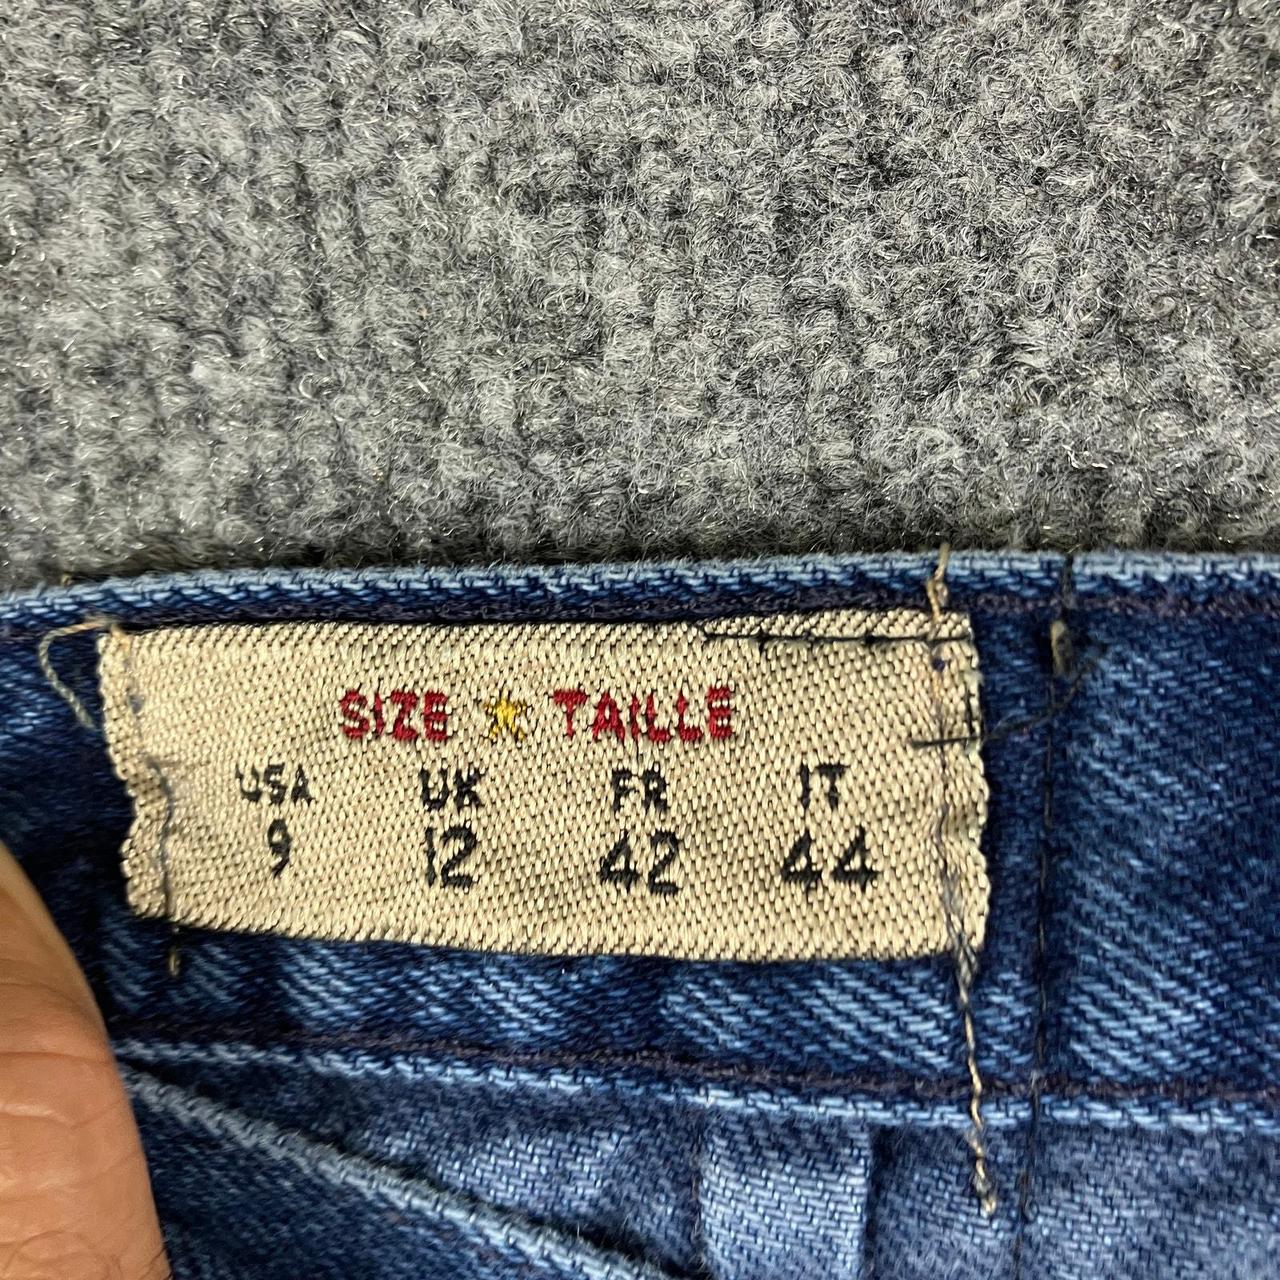 SIZE ★ TAILLE
USA UK FR IT
9 12 42 44